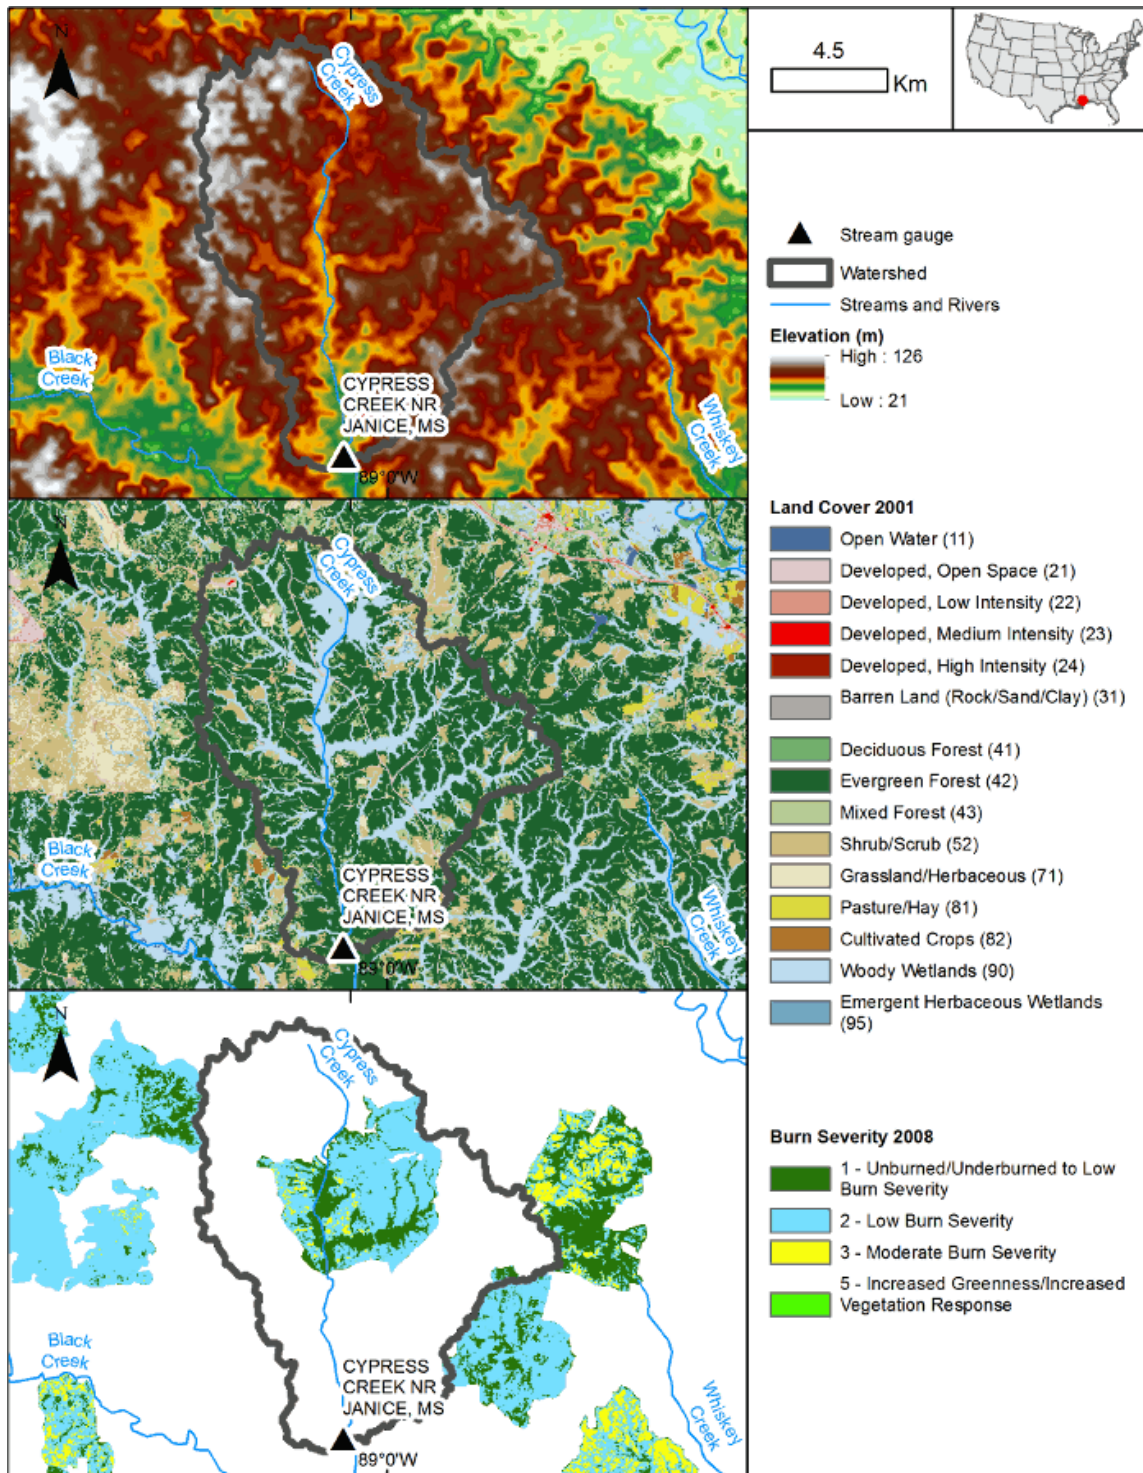 N
Cypress
Creek
Black
Creek
CYPRESS
CREEK NR
JANICE, MS
89°0'W
Whiskey
Creek
N
Cypress
Creek
Black
Creek
CYPRESS
CREEK NR
JANICE, MS
89°0'W
Whiskey
Creek
N
Cypress
Creek
Black
Creek
CYPRESS
CREEK NR
JANICE, MS
89°0'W
Whiskey
Creek
4.5
Km
Stream gauge
Watershed
Streams and Rivers
Elevation (m)
High : 126
Low : 21
Land Cover 2001
Open Water (11)
Developed, Open Space (21)
Developed, Low Intensity (22)
Developed, Medium Intensity (23)
Developed, High Intensity (24)
Barren Land (Rock/Sand/Clay) (31)
Deciduous Forest (41)
Evergreen Forest (42)
Mixed Forest (43)
Shrub/Scrub (52)
Grassland/Herbaceous (71)
Pasture/Hay (81)
Cultivated Crops (82)
Woody Wetlands (90)
Emergent Herbaceous Wetlands
(95)
Burn Severity 2008
1 - Unburned/Underburned to Low
Burn Severity
2 - Low Burn Severity
3 - Moderate Burn Severity
5 - Increased Greenness/Increased
Vegetation Response